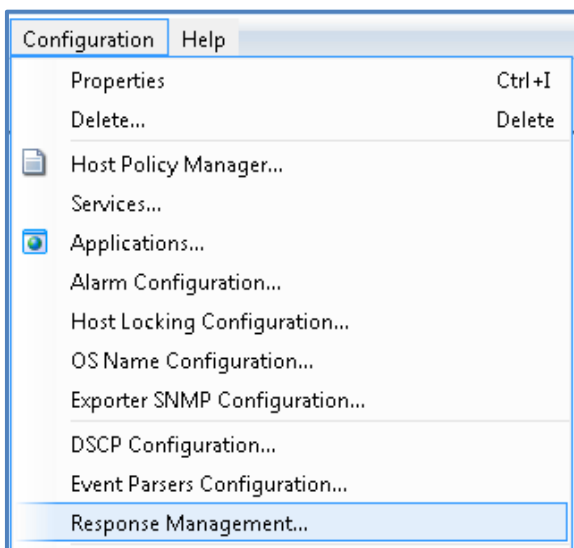 Configuration Help
Properties Ctrl+I
Delete... Delete
Host Policy Manager...
Services...
Applications...
Alarm Configuration...
Host Locking Configuration...
OS Name Configuration...
Exporter SNMP Configuration...
DSCP Configuration...
Event Parsers Configuration...
Response Management...